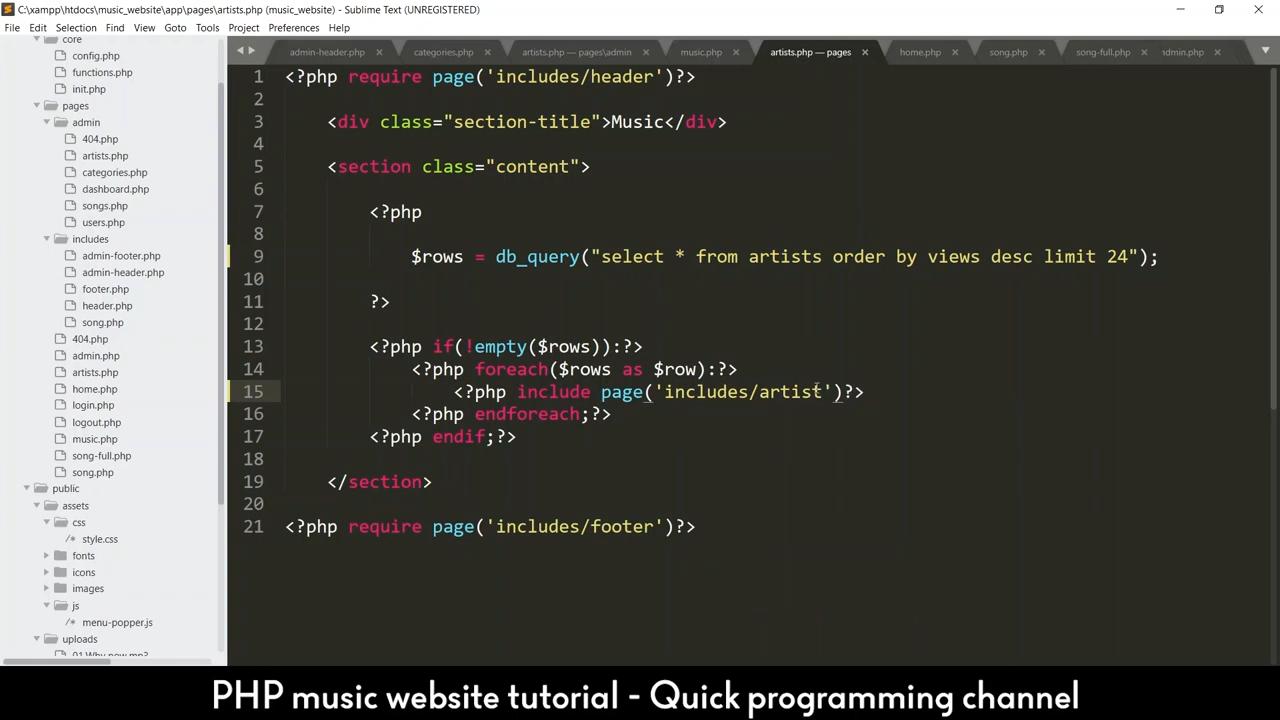 C:\xampp\htdocs\music_website\app\pages\artists.php (music_website) - Sublime Text (UNREGISTERED)
File Edit Selection Find View Goto Tools Project Preferences Help
core
config.php
functions.php
init.php
pages
admin
404.php
artists.php
categories.php
dashboard.php
songs.php
users.php
includes
admin-footer.php
admin-header.php
footer.php
header.php
song.php
404.php
admin.php
artists.php
home.php
login.php
logout.php
music.php
song-full.php
song.php
public
assets
css
/* style.css
fonts
icons
images
js
/* menu-popper.js
uploads
01 Why now.mp3
admin-header.php categories.php artists.php — pages\admin music.php artists.php — pages home.php song.php song-full.php admin.php
1 <?php require page('includes/header')?>
2
3 <div class="section-title">Music</div>
4
5 <section class="content">
6
7 <?php
8
9 $rows = db_query("select * from artists order by views desc limit 24");
10
11 ?>
12
13 <?php if(!empty($rows)):?>
14 <?php foreach($rows as $row):?>
15 <?php include page('includes/artist')?>
16 <?php endforeach;?>
17 <?php endif;?>
18
19 </section>
20
21 <?php require page('includes/footer')?>
PHP music website tutorial - Quick programming channel